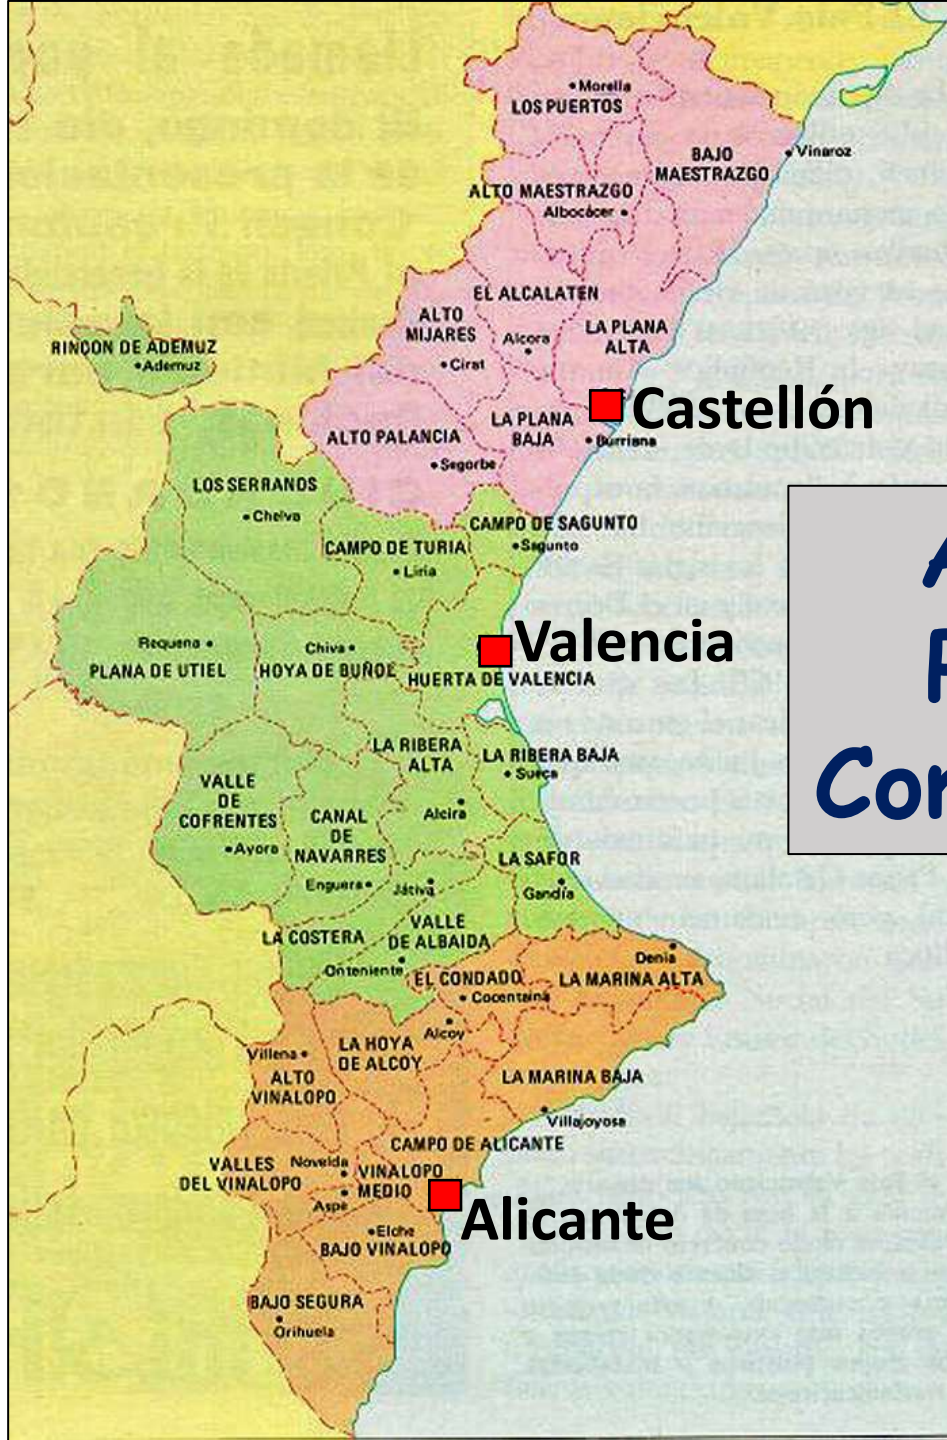 Morella
LOS PUERTOS
BAJO
MAESTRAZGO
Vinaroz
ALTO MAESTRAZGO
Albocácer
EL ALCALATEN
ALTO
MIJARES
Cirat
Alcora
LA PLANA
ALTA
RINCON DE ADEMUZ
Ademuz
Castellón
LA PLANA
BAJA
Burriana
ALTO PALANCIA
Segorbe
LOS SERRANOS
Chelva
CAMPO DE SAGUNTO
Sagunto
CAMPO DE TURIA
Liria
Valencia
Requena
PLANA DE UTIEL
Chiva
HOYA DE BUÑOL
HUERTA DE VALENCIA
LA RIBERA
ALTA
LA RIBERA BAJA
Sueca
VALLE
DE
COFRENTES
Ayora
CANAL
DE
NAVARRES
Enguera
Alcira
LA SAFOR
Gandía
Játiva
LA COSTERA
VALLE
DE ALBAIDA
Onteniente
EL CONDADO
Cocentaina
Denia
LA MARINA ALTA
Alcoy
LA HOYA
DE ALCOY
Villena
ALTO
VINALOPO
LA MARINA BAJA
Villajoyosa
CAMPO DE ALICANTE
VALLES
DEL VINALOPO
Novelda
VINALOPO
MEDIO
Aspe
Alicante
Elche
BAJO VINALOPO
BAJO SEGURA
Orihuela